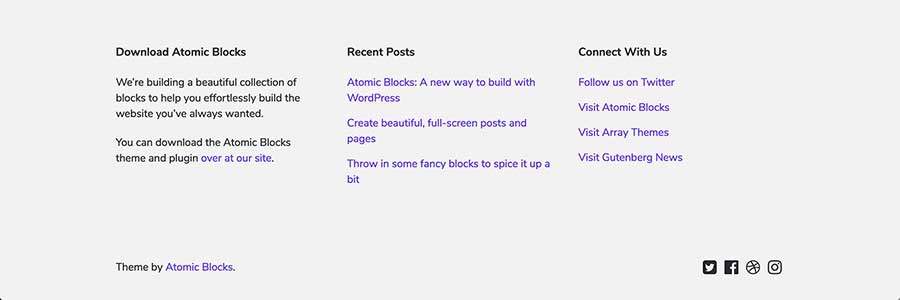 Download Atomic Blocks
We’re building a beautiful collection of
blocks to help you effortlessly build the
website you’ve always wanted.
You can download the Atomic Blocks
theme and plugin over at our site.
Recent Posts
Atomic Blocks: A new way to build with
WordPress
Create beautiful, full-screen posts and
pages
Throw in some fancy blocks to spice it up a
bit
Connect With Us
Follow us on Twitter
Visit Atomic Blocks
Visit Array Themes
Visit Gutenberg News
Theme by Atomic Blocks.